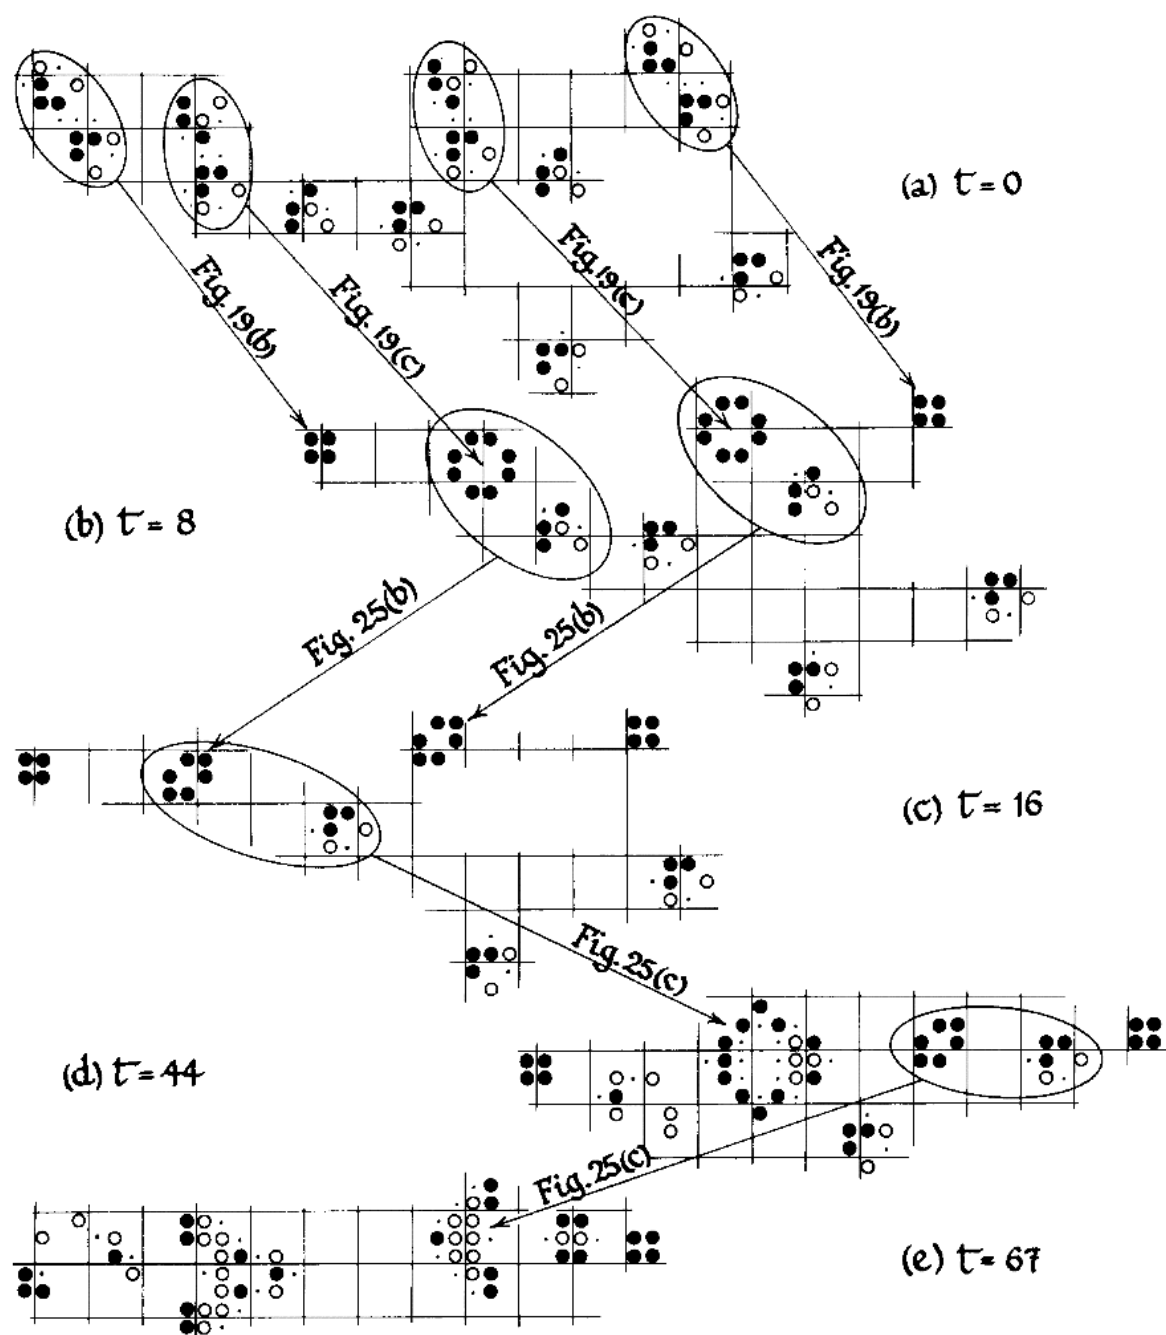 (a) t=0
Fig. 19(b)
Fig. 19(c)
Fig. 19(c)
Fig. 19(b)
(b) t=8
Fig. 25(b)
Fig. 25(b)
(c) t=16
Fig. 25(c)
(d) t=44
Fig. 25(c)
(e) t=67